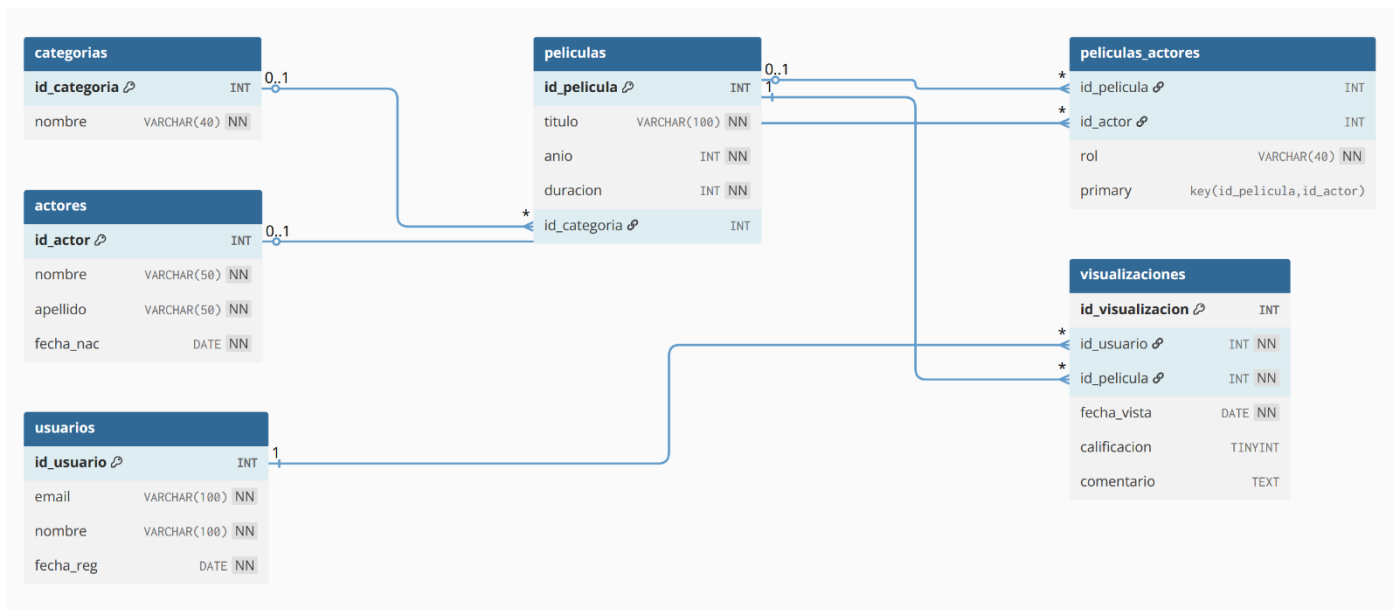 categorias
id_categoria INT
nombre VARCHAR(40) NN
0..1
actores
id_actor INT
nombre VARCHAR(50) NN
apellido VARCHAR(50) NN
fecha_nac DATE NN
0..1
usuarios
id_usuario INT
email VARCHAR(100) NN
nombre VARCHAR(100) NN
fecha_reg DATE NN
1
peliculas
id_pelicula INT
titulo VARCHAR(100) NN
anio INT NN
duracion INT NN
id_categoria INT
*
0..1
1
peliculas_actores
id_pelicula INT
id_actor INT
rol VARCHAR(40) NN
primary key(id_pelicula,id_actor)
*
*
visualizaciones
id_visualizacion INT
id_usuario INT NN
id_pelicula INT NN
fecha_vista DATE NN
calificacion TINYINT
comentario TEXT
*
*